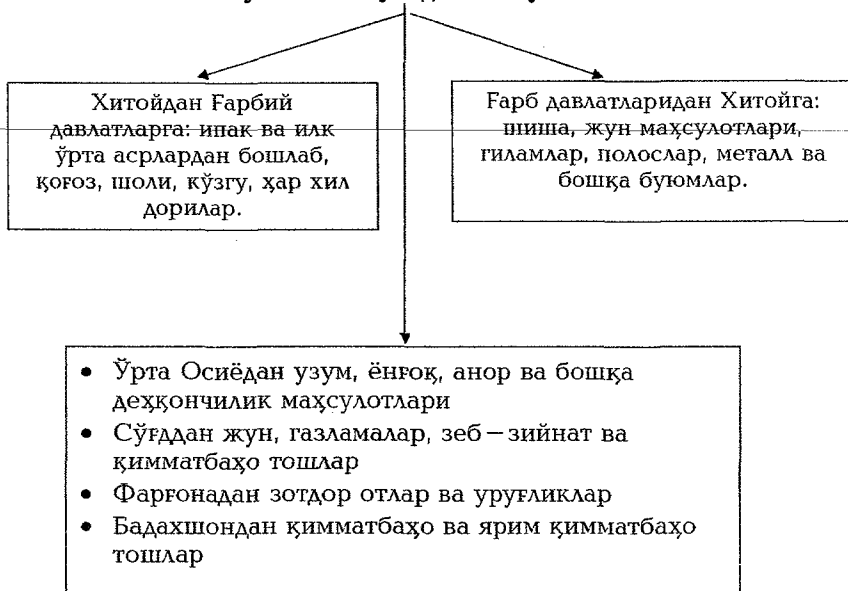 Хитойдан Ғарбий
давлатларга: ипак ва илк
ўрта асрлардан бошлаб,
қоғоз, шоли, кўзгу, ҳар хил
дорилар.
Ғарб давлатларидан Хитойга:
шиша, жун маҳсулотлари,
гиламлар, полослар, металл ва
бошқа буюмлар.
• Ўрта Осиёдан узум, ёнғоқ, анор ва бошқа
деҳқончилик маҳсулотлари
• Сўғддан жун, газламалар, зеб – зийнат ва
қимматбаҳо тошлар
• Фарғонадан зотдор отлар ва уруғликлар
• Бадахшондан қимматбаҳо ва ярим қимматбаҳо
тошлар